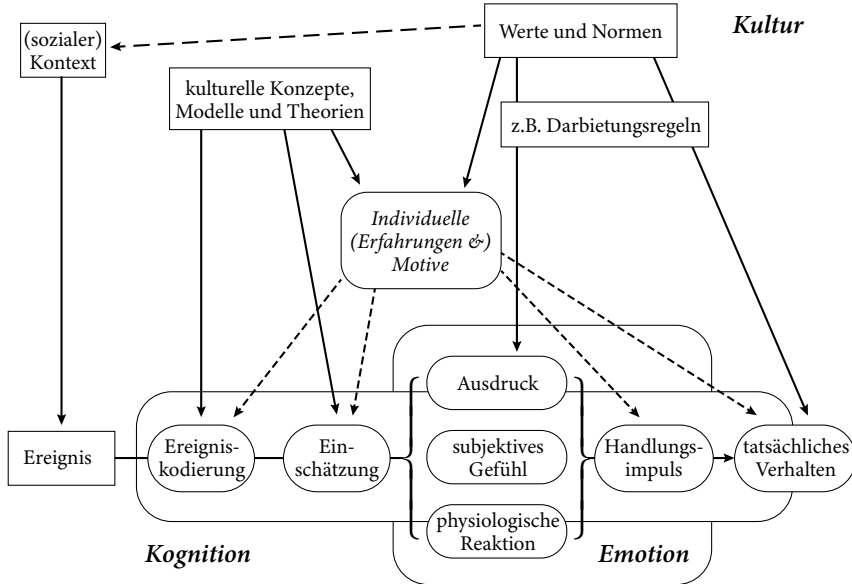 (sozialer)
Kontext
Werte und Normen
Kultur
kulturelle Konzepte,
Modelle und Theorien
z.B. Darbietungsregeln
Individuelle
(Erfahrungen &)
Motive
Ausdruck
Ereignis
Ereignis-
kodierung
Ein-
schätzung
subjektives
Gefühl
Handlungs-
impuls
tatsächliches
Verhalten
physiologische
Reaktion
Kognition
Emotion